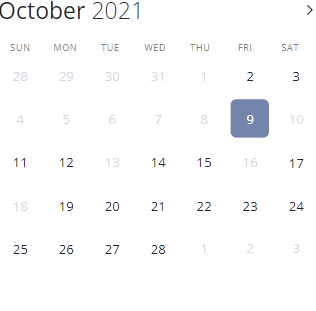 October 2021 >
SUN MON TUE WED THU FRI SAT
28 29 30 31 1 2 3
4 5 6 7 8 9 10
11 12 13 14 15 16 17
18 19 20 21 22 23 24
25 26 27 28 1 2 3